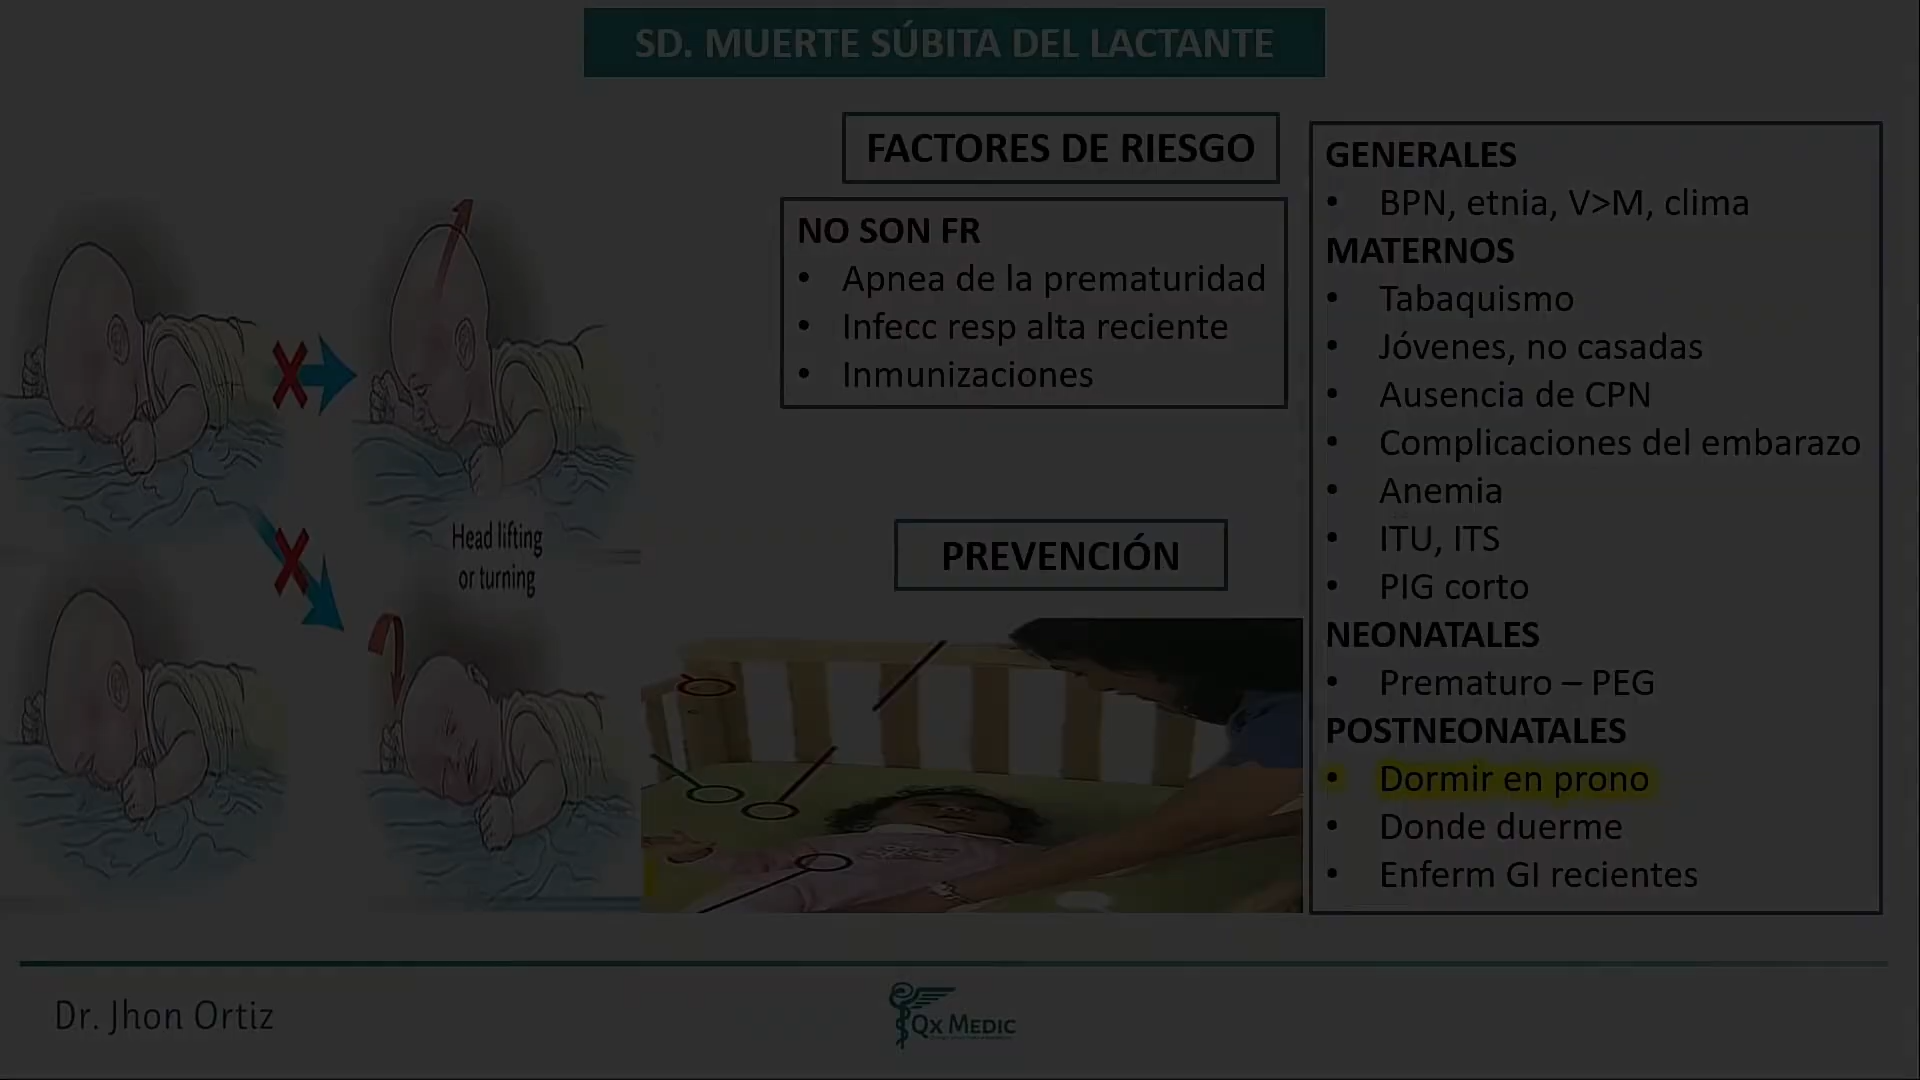 SD. MUERTE SÚBITA DEL LACTANTE
FACTORES DE RIESGO
NO SON FR
• Apnea de la prematuridad
• Infecc resp alta reciente
• Inmunizaciones
Head lifting
or turning
PREVENCIÓN
GENERALES
• BPN, etnia, V>M, clima
MATERNOS
• Tabaquismo
• Jóvenes, no casadas
• Ausencia de CPN
• Complicaciones del embarazo
• Anemia
• ITU, ITS
• PIG corto
NEONATALES
• Prematuro – PEG
POSTNEONATALES
• Dormir en prono
• Donde duerme
• Enferm GI recientes
Dr. Jhon Ortiz
QX MEDIC